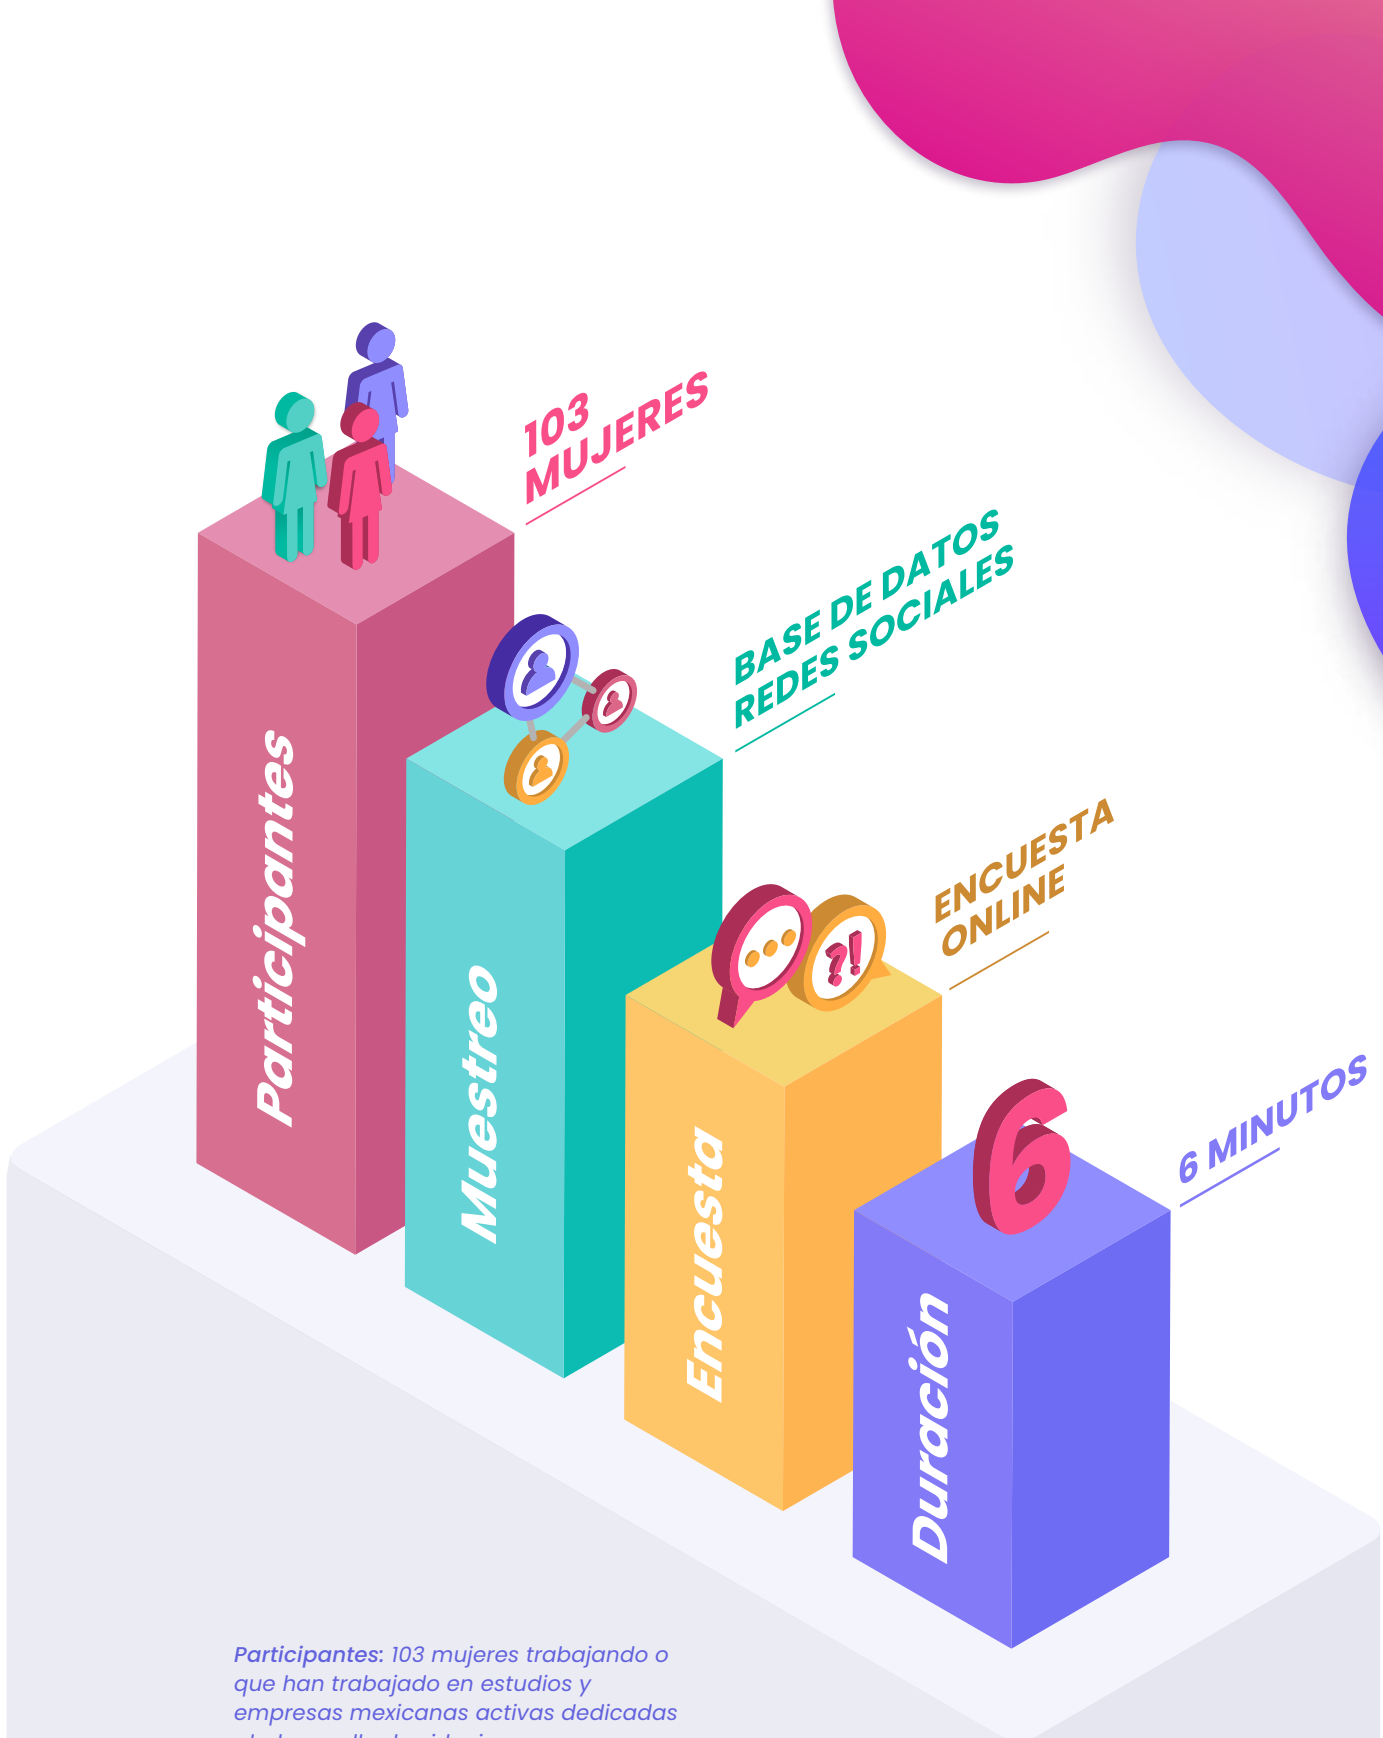 103
MUJERES
BASE DE DATOS
REDES SOCIALES
ENCUESTA
ONLINE
6 MINUTOS
Participantes
Muestreo
Encuesta
Duración
?!
6
Participantes: 103 mujeres trabajando o
que han trabajado en estudios y
empresas mexicanas activas dedicadas